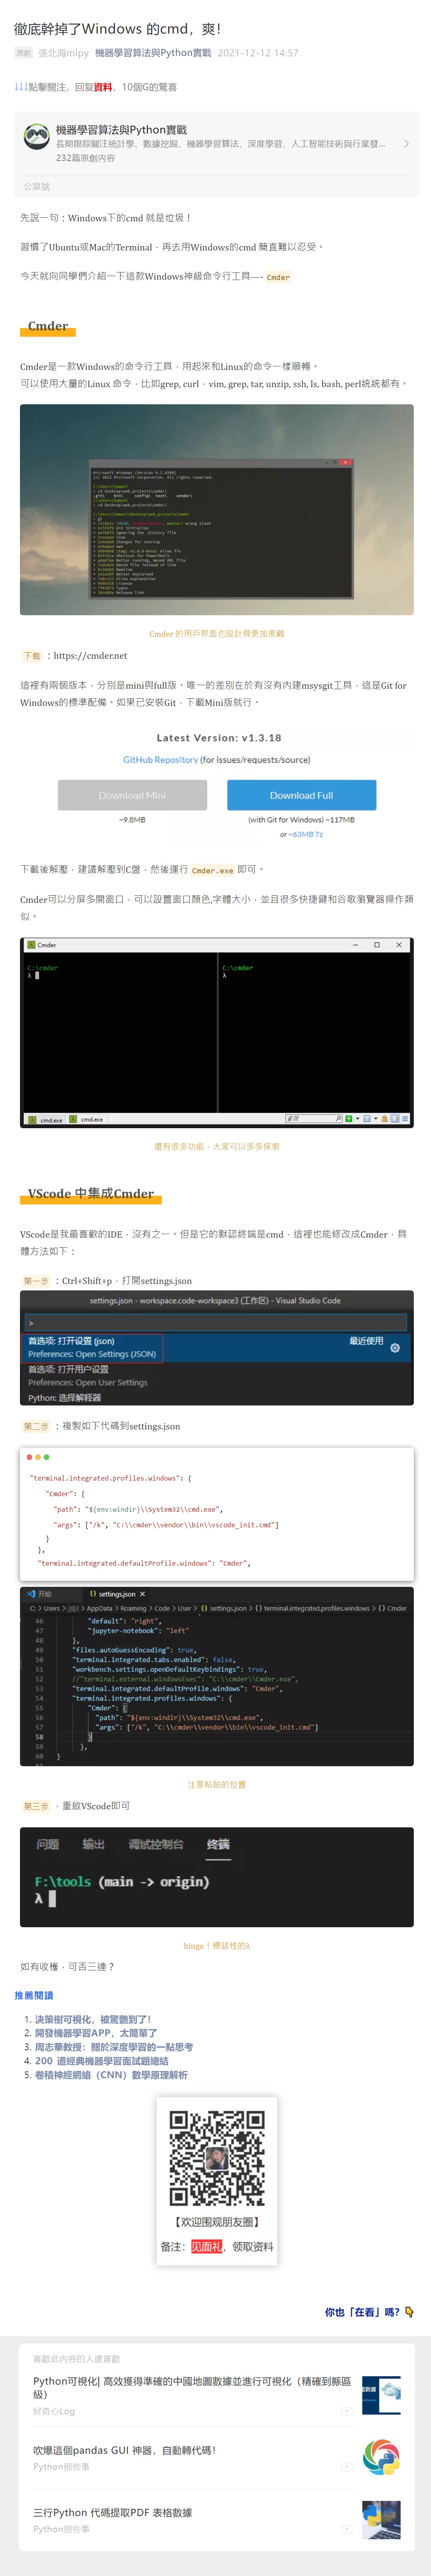 徹底幹掉了Windows 的cmd，爽！
原創 張北海mlpy 機器學習算法與Python實戰 2021-12-12 14:57
↓↓↓點擊關注，回复資料，10個G的驚喜
機器學習算法與Python實戰
長期跟踪關注統計學、數據挖掘、機器學習算法、深度學習、人工智能技術與行業發...
232篇原創內容
公眾號
先說一句：Windows下的cmd 就是垃圾！
習慣了Ubuntu或Mac的Terminal，再去用Windows的cmd 簡直難以忍受。
今天就向同學們介紹一下這款Windows神級命令行工具—- Cmder
Cmder
Cmder是一款Windows的命令行工具，用起來和Linux的命令一樣順暢。
可以使用大量的Linux 命令，比如grep, curl，vim, grep, tar, unzip, ssh, ls, bash, perl統統都有。
Cmder 的用戶界面也設計得更加美觀
下載 ：https://cmder.net
這裡有兩個版本，分別是mini與full版。唯一的差別在於有沒有內建msysgit工具，這是Git for
Windows的標準配備。如果已安裝Git，下載Mini版就行。
Latest Version: v1.3.18
GitHub Repository (for issues/requests/source)
Download Mini
Download Full
~9.8MB
(with Git for Windows) ~117MB
or ~63MB 7z
下載後解壓，建議解壓到C盤，然後運行 Cmder.exe 即可。
Cmder可以分屏多開窗口，可以設置窗口顏色,字體大小，並且很多快捷鍵和谷歌瀏覽器操作類
似。
Cmder
C:\cmder
λ
C:\cmder
λ
cmd.exe
cmd.exe
查找
還有很多功能，大家可以多多探索
VScode 中集成Cmder
VScode是我最喜歡的IDE，沒有之一。但是它的默認終端是cmd，這裡也能修改成Cmder，具
體方法如下：
第一步 ：Ctrl+Shift+p，打開settings.json
settings.json - workspace.code-workspace3 (工作区) - Visual Studio Code
>
首选项: 打开设置 (json) 最近使用
Preferences: Open Settings (JSON)
首选项: 打开用户设置
Preferences: Open User Settings
Python: 选择解释器
第二步 ：複製如下代碼到settings.json
"terminal.integrated.profiles.windows": {
"Cmder": {
"path": "${env:windir}\\System32\\cmd.exe",
"args": ["/k", "C:\\cmder\\vendor\\bin\\vscode_init.cmd"]
}
},
"terminal.integrated.defaultProfile.windows": "Cmder",
开始 settings.json
C: > Users > AppData > Roaming > Code > User > settings.json > {} terminal.integrated.profiles.windows > {} Cmder
46 "default": "right",
47 "jupyter-notebook": "left"
48 },
49 "files.autoGuessEncoding": true,
50 "terminal.integrated.tabs.enabled": false,
51 "workbench.settings.openDefaultKeybindings": true,
52 //"terminal.external.windowsExec": "C:\\cmder\\Cmder.exe",
53 "terminal.integrated.defaultProfile.windows": "Cmder",
54 "terminal.integrated.profiles.windows": {
55 "Cmder": {
56 "path": "${env:windir}\\System32\\cmd.exe",
57 "args": ["/k", "C:\\cmder\\vendor\\bin\\vscode_init.cmd"]
58 }
59 },
60 }
注意粘貼的位置
第三步 ，重啟VScode即可
问题 输出 调试控制台 终端
F:\tools (main -> origin)
λ
bingo！標誌性的λ
如有收穫，可否三連？
推薦閱讀
1. 決策樹可視化，被驚艷到了！
2. 開發機器學習APP，太簡單了
3. 周志華教授：關於深度學習的一點思考
4. 200 道經典機器學習面試題總結
5. 卷積神經網絡（CNN）數學原理解析
【欢迎围观朋友圈】
备注：见面礼，领取资料
你也「在看」嗎？👇
喜歡此內容的人還喜歡
Python可視化| 高效獲得準確的中國地圖數據並進行可視化（精確到縣區
級）
好奇心Log
吹爆這個pandas GUI 神器，自動轉代碼！
Python那些事
三行Python 代碼提取PDF 表格數據
Python那些事